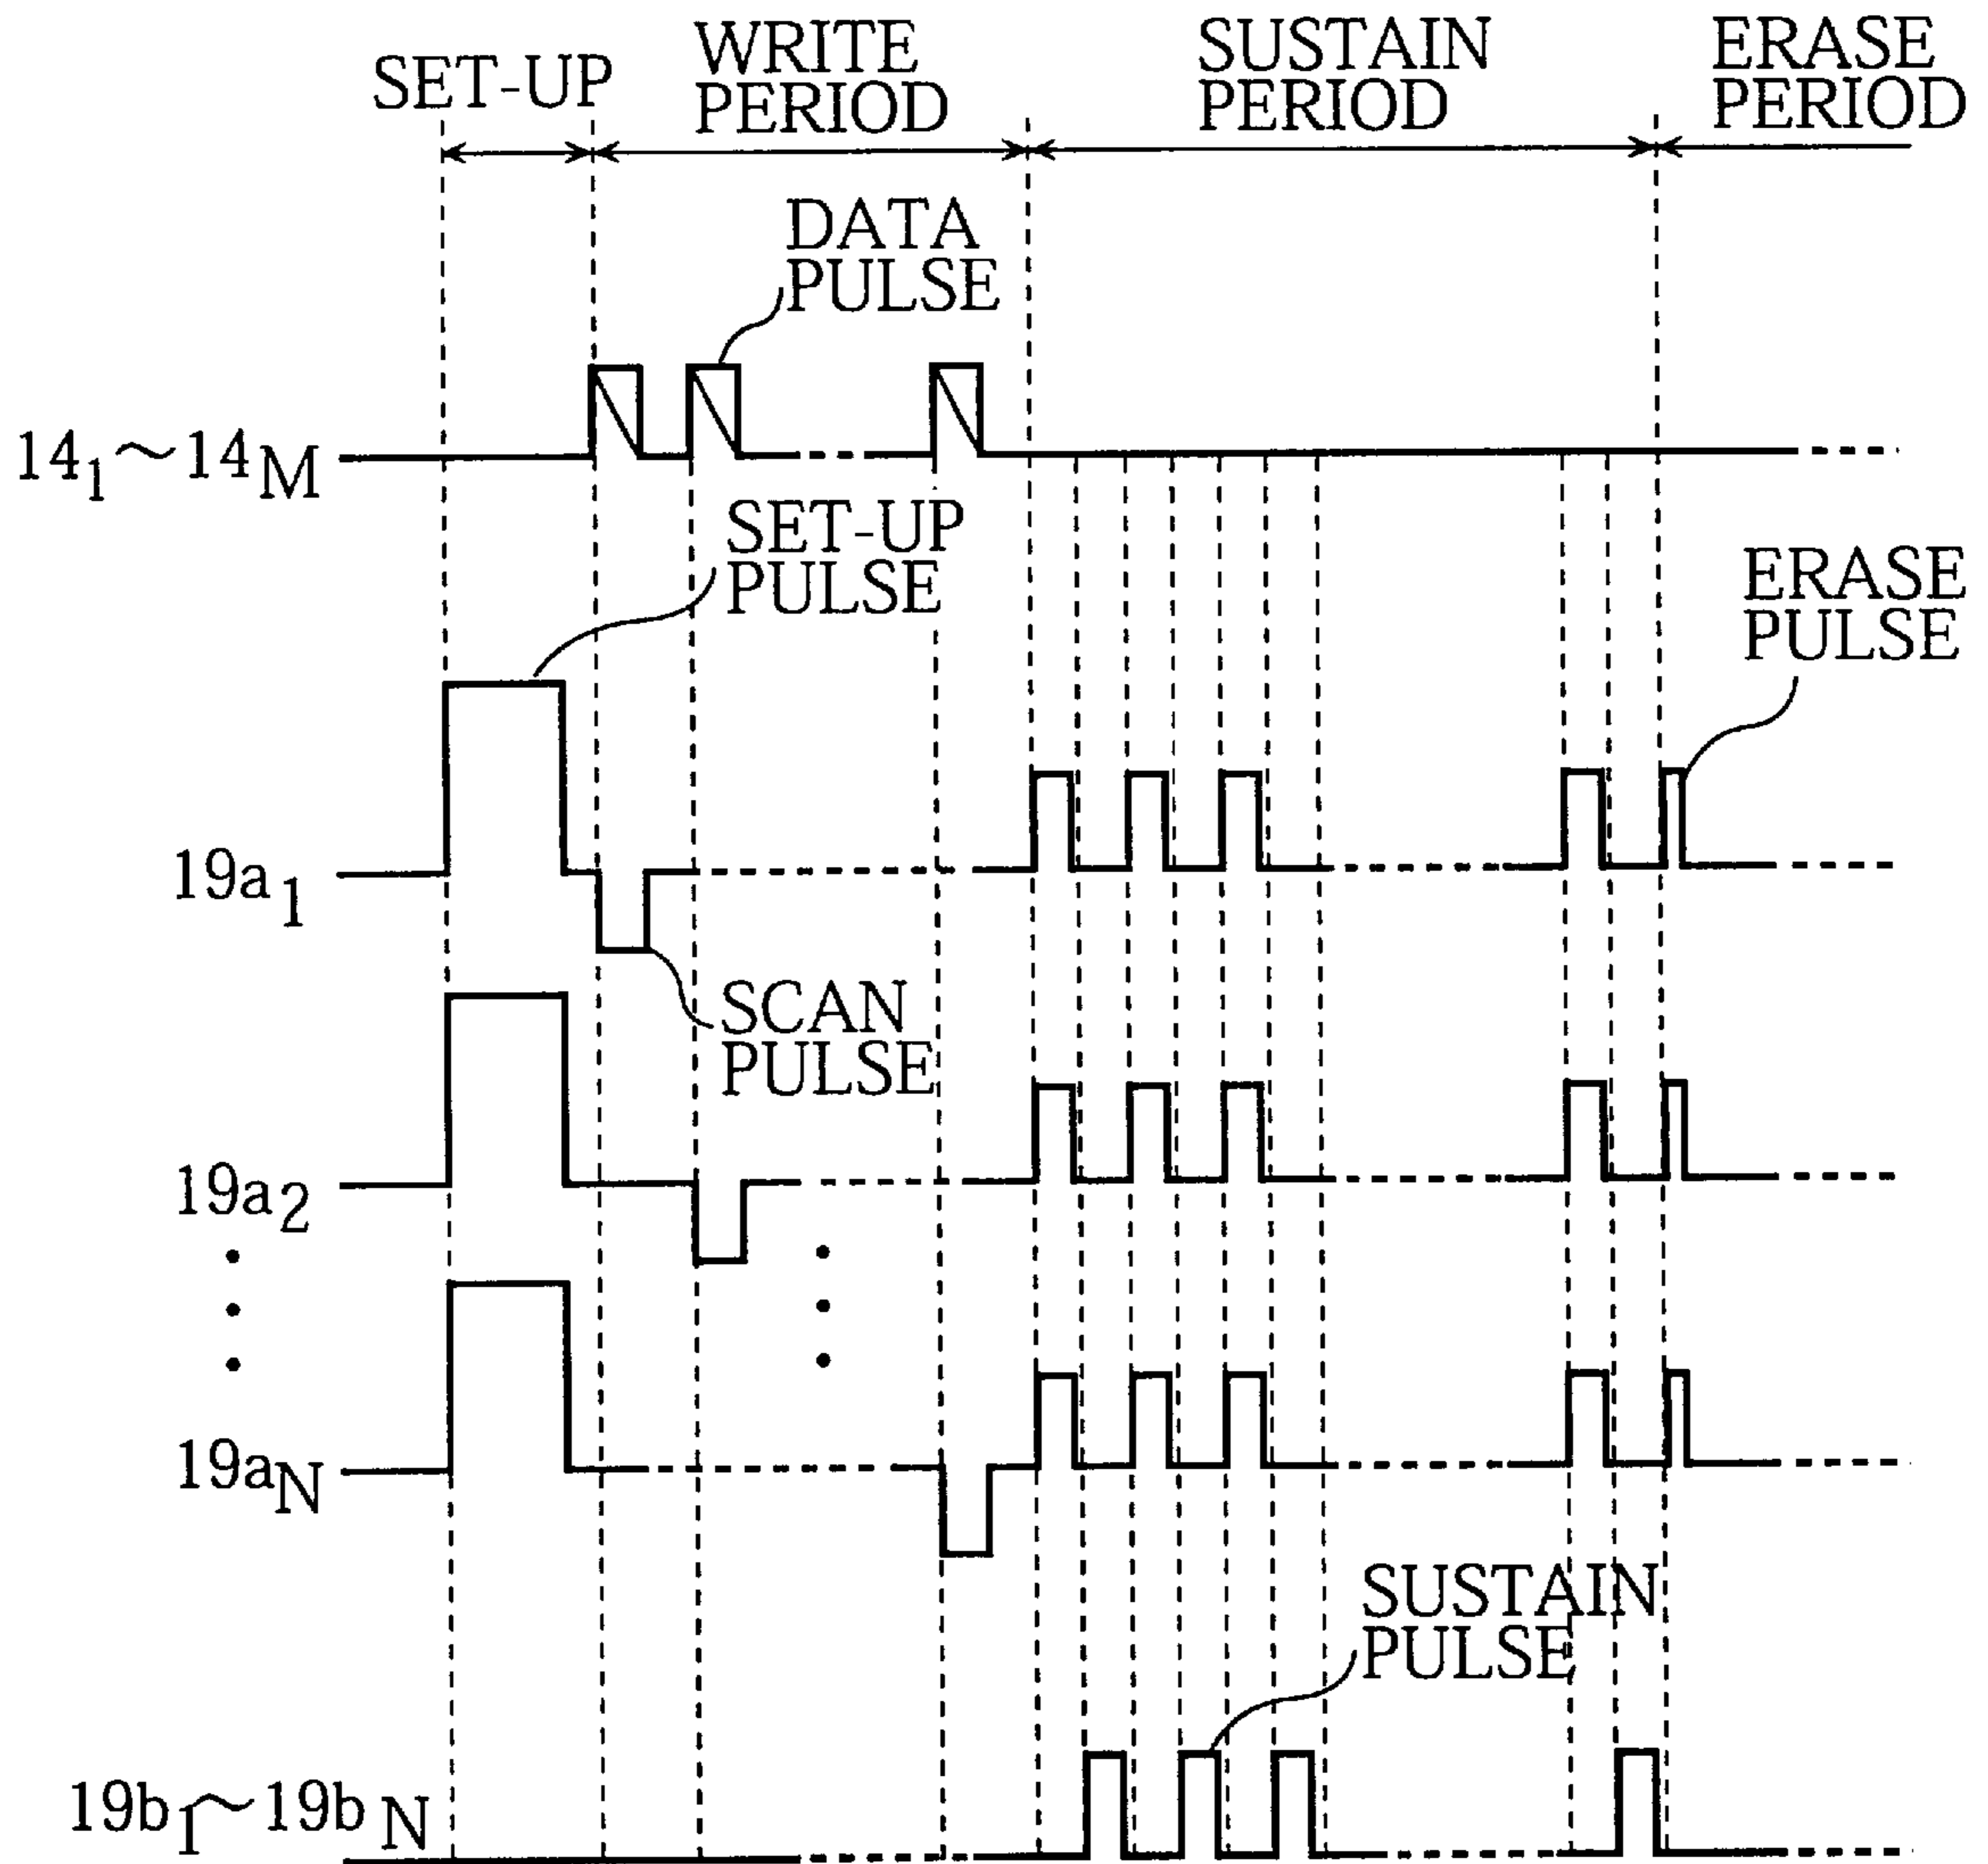 SET-UP
WRITE
PERIOD
SUSTAIN
PERIOD
ERASE
PERIOD
DATA
PULSE
14₁~14M
SET-UP
PULSE
ERASE
PULSE
19a₁
SCAN
PULSE
19a₂
19aN
SUSTAIN
PULSE
19b₁~19bN